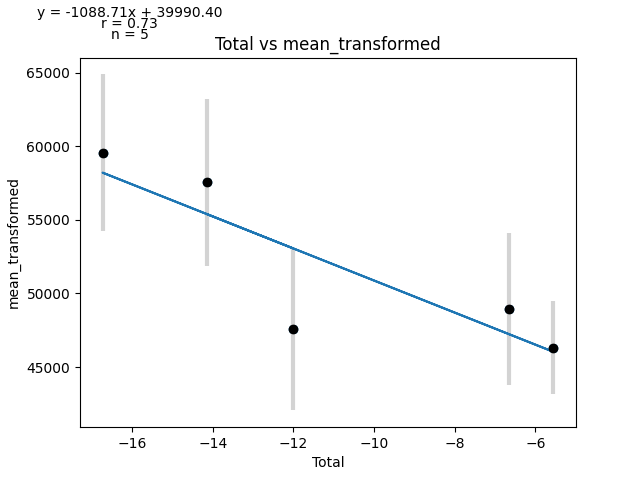 y = -1088.71x + 39990.40
r = 0.73
n = 5
Total vs mean_transformed
65000
60000
55000
50000
45000
mean_transformed
−16
−14
−12
−10
−8
−6
Total